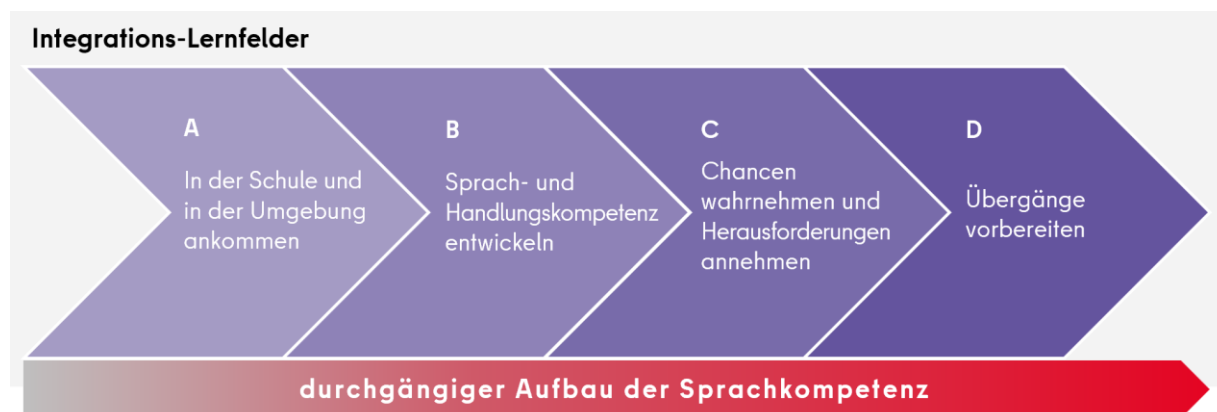 Integrations-Lernfelder
A
In der Schule und
in der Umgebung
ankommen
B
Sprach- und
Handlungskompetenz
entwickeln
C
Chancen
wahrnehmen und
Herausforderungen
annehmen
D
Übergänge
vorbereiten
durchgängiger Aufbau der Sprachkompetenz